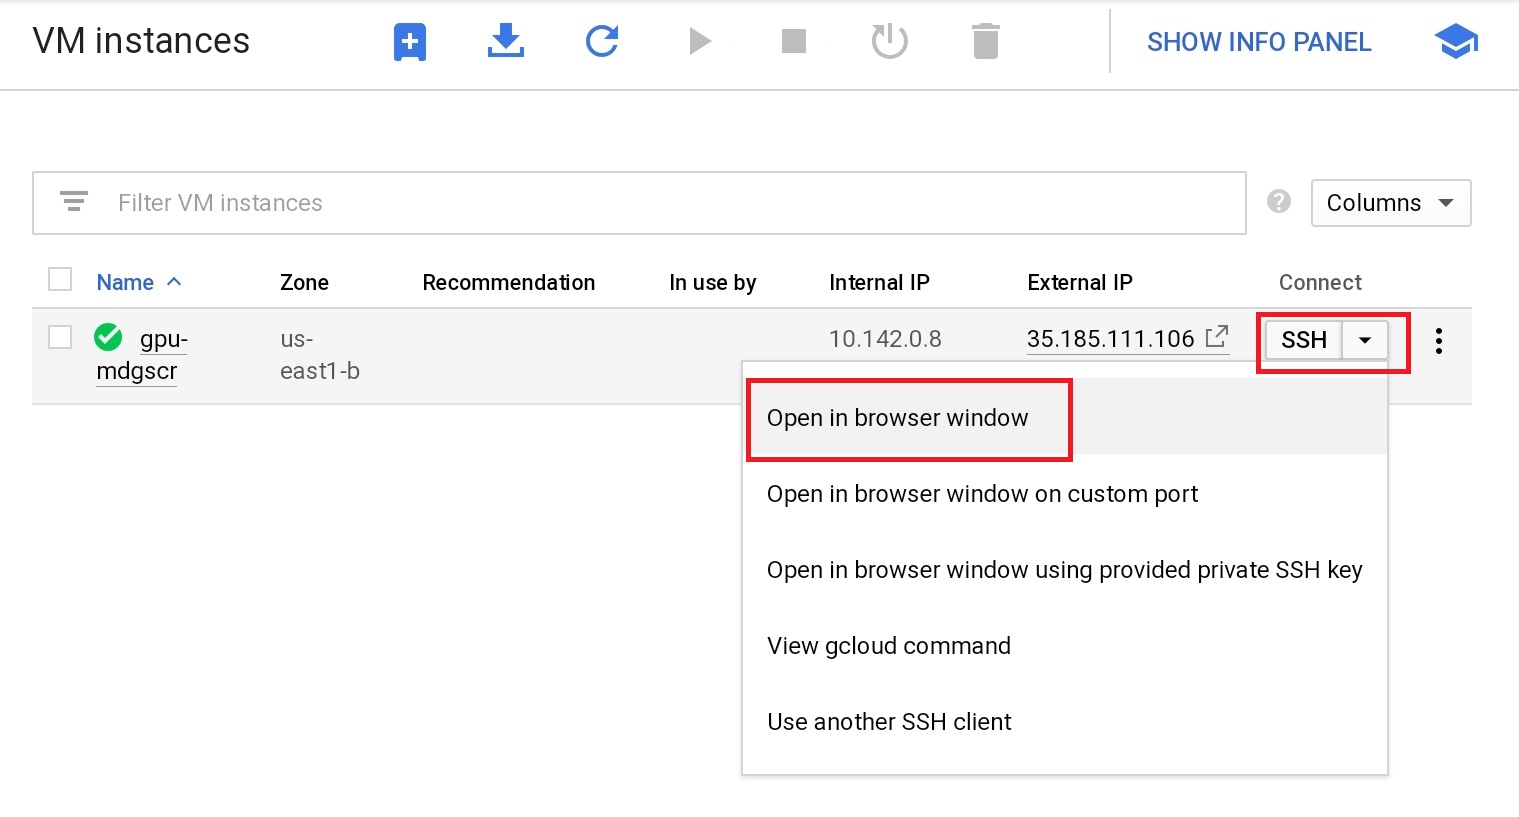 VM instances
SHOW INFO PANEL
Filter VM instances
Columns
Name Zone Recommendation In use by Internal IP External IP Connect
gpu- us- 10.142.0.8 35.185.111.106 SSH
mdgscr east1-b
Open in browser window
Open in browser window on custom port
Open in browser window using provided private SSH key
View gcloud command
Use another SSH client